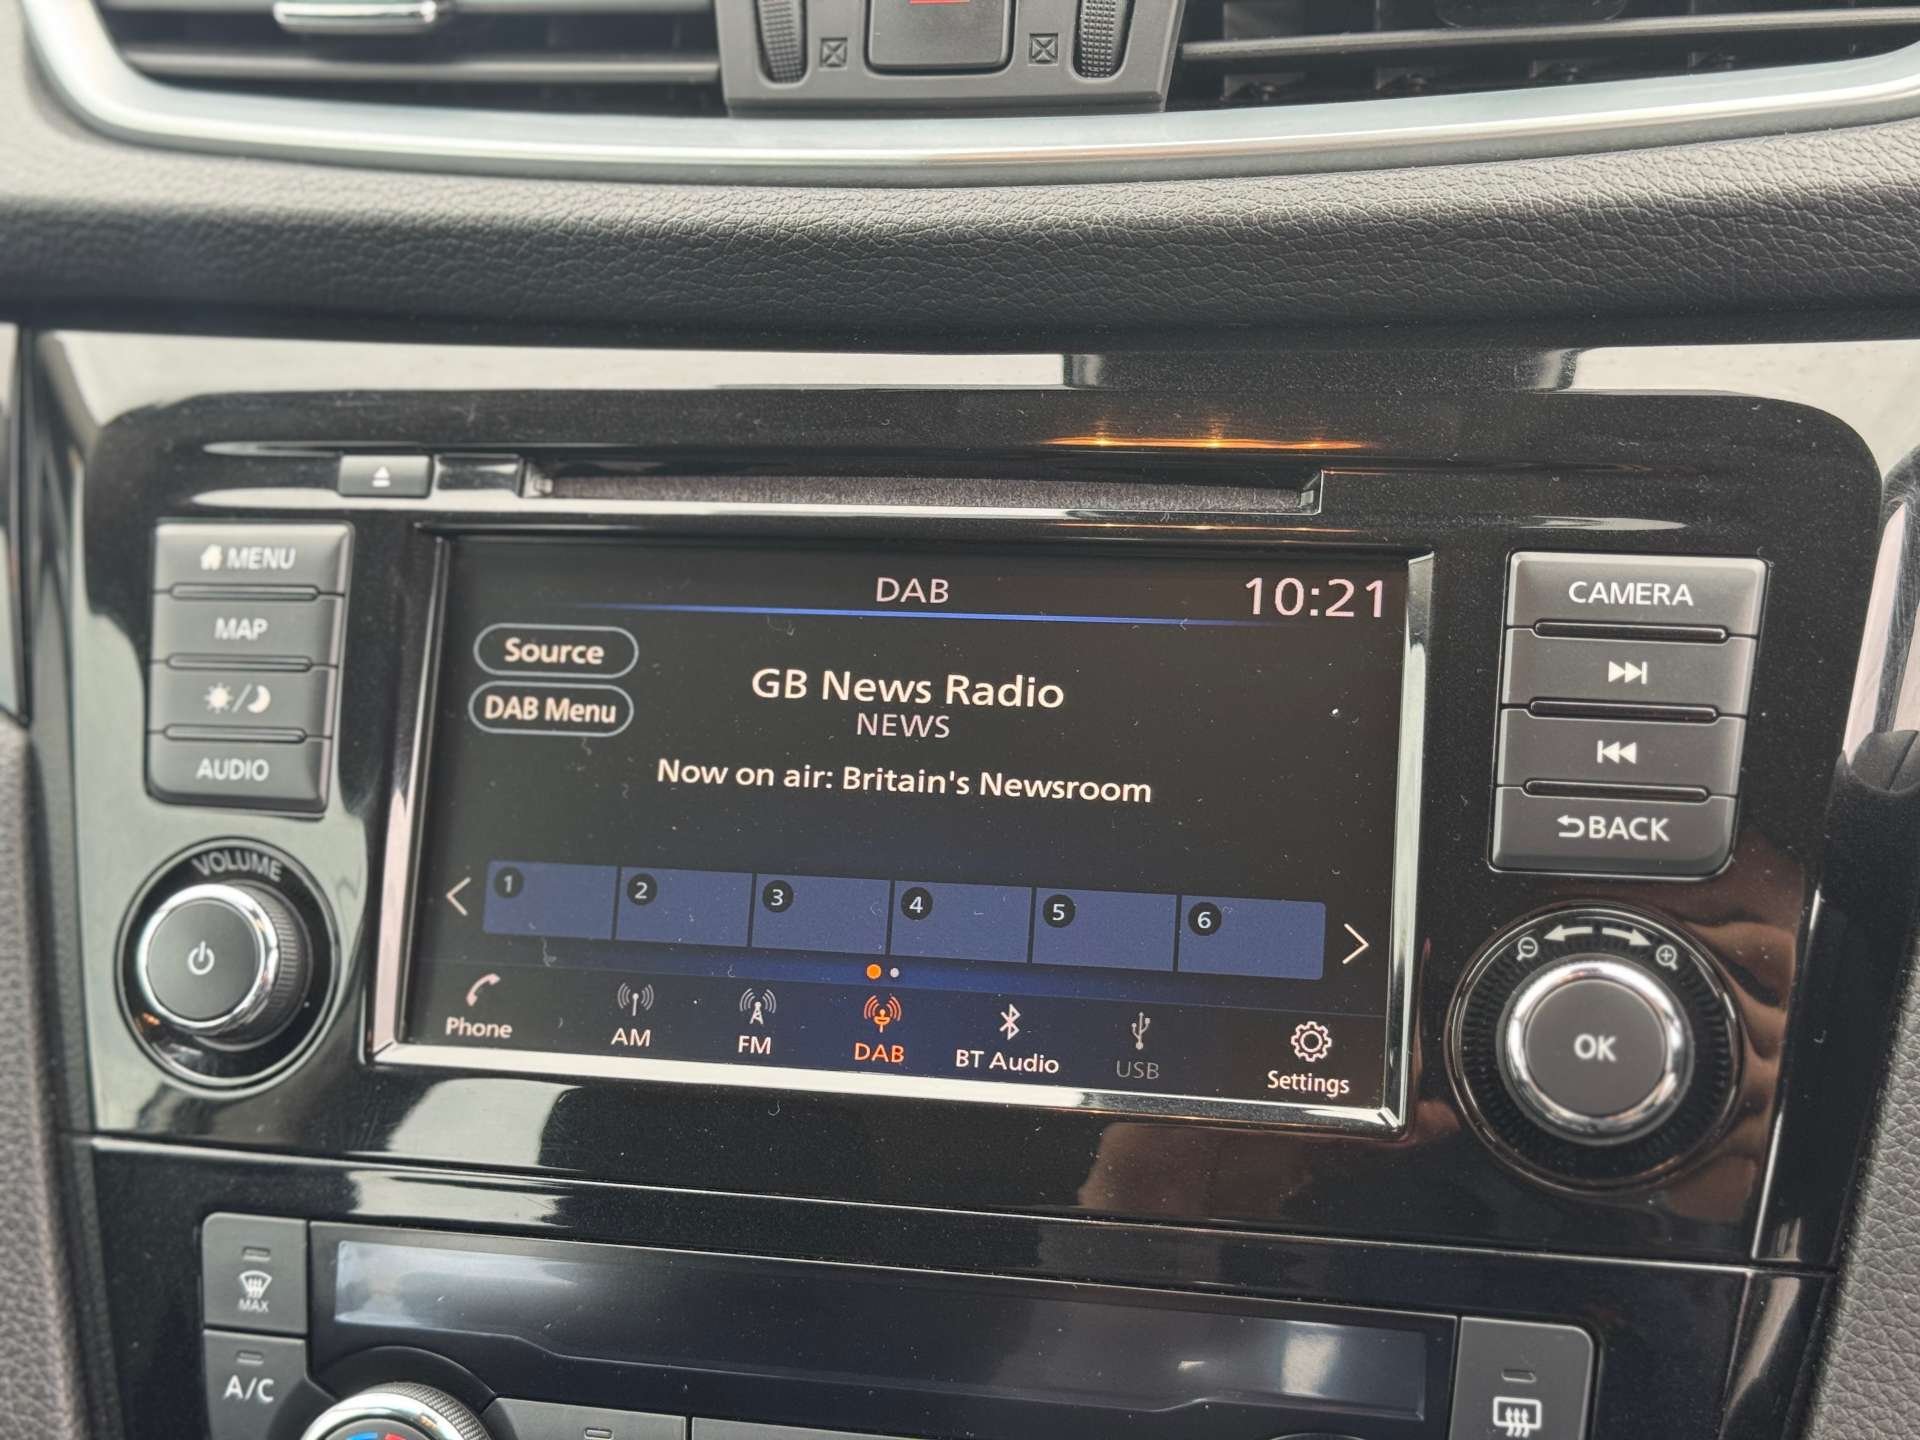 MENU
MAP
AUDIO
VOLUME
DAB
10:21
Source
DAB Menu
GB News Radio
NEWS
Now on air: Britain's Newsroom
1 2 3 4 5 6
Phone
AM
FM
DAB
BT Audio
USB
Settings
CAMERA
BACK
OK
MAX
A/C